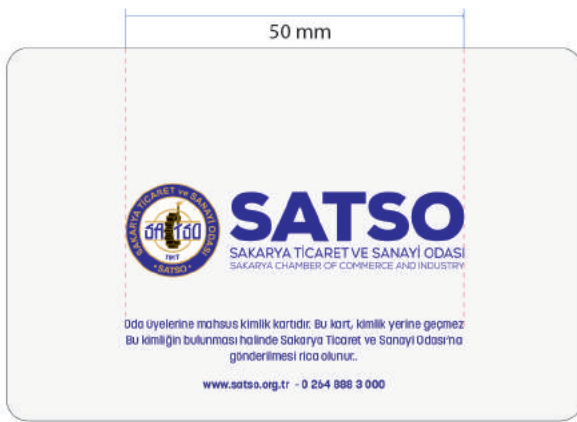 50 mm
SAKARYA TİCARET ve SANAYİ ODASI
SATSO
• SATSO •
SATSO
SAKARYA TİCARET VE SANAYİ ODASI
SAKARYA CHAMBER OF COMMERCE AND INDUSTRY
Oda üyelerine mahsus kimlik kartıdır. Bu kart, kimlik yerine geçmez
Bu kimliğin bulunması halinde Sakarya Ticaret ve Sanayi Odası'na
gönderilmesi rica olunur..
www.satso.org.tr - 0 264 888 3 000